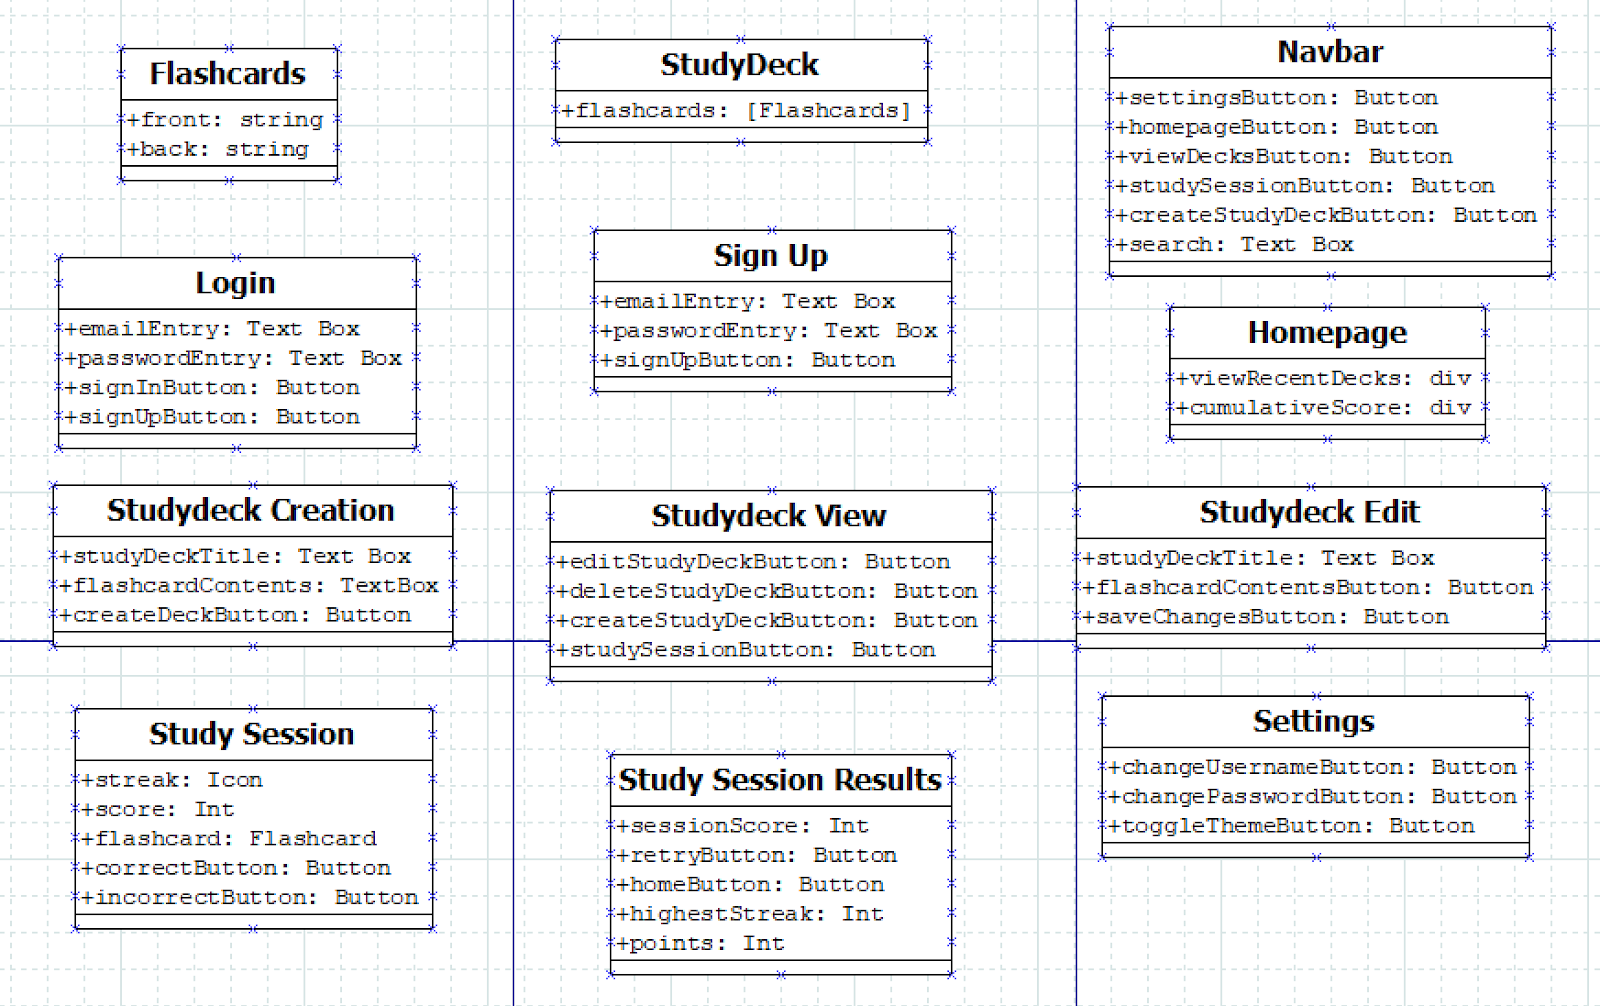 Flashcards
+front: string
+back: string
StudyDeck
+flashcards: [Flashcards]
Navbar
+settingsButton: Button
+homepageButton: Button
+viewDecksButton: Button
+studySessionButton: Button
+createStudyDeckButton: Button
+search: Text Box
Login
+emailEntry: Text Box
+passwordEntry: Text Box
+signInButton: Button
+signUpButton: Button
Sign Up
+emailEntry: Text Box
+passwordEntry: Text Box
+signUpButton: Button
Homepage
+viewRecentDecks: div
+cumulativeScore: div
Studydeck Creation
+studyDeckTitle: Text Box
+flashcardContents: TextBox
+createDeckButton: Button
Studydeck View
+editStudyDeckButton: Button
+deleteStudyDeckButton: Button
+createStudyDeckButton: Button
+studySessionButton: Button
Studydeck Edit
+studyDeckTitle: Text Box
+flashcardContentsButton: Button
+saveChangesButton: Button
Study Session
+streak: Icon
+score: Int
+flashcard: Flashcard
+correctButton: Button
+incorrectButton: Button
Study Session Results
+sessionScore: Int
+retryButton: Button
+homeButton: Button
+highestStreak: Int
+points: Int
Settings
+changeUsernameButton: Button
+changePasswordButton: Button
+toggleThemeButton: Button